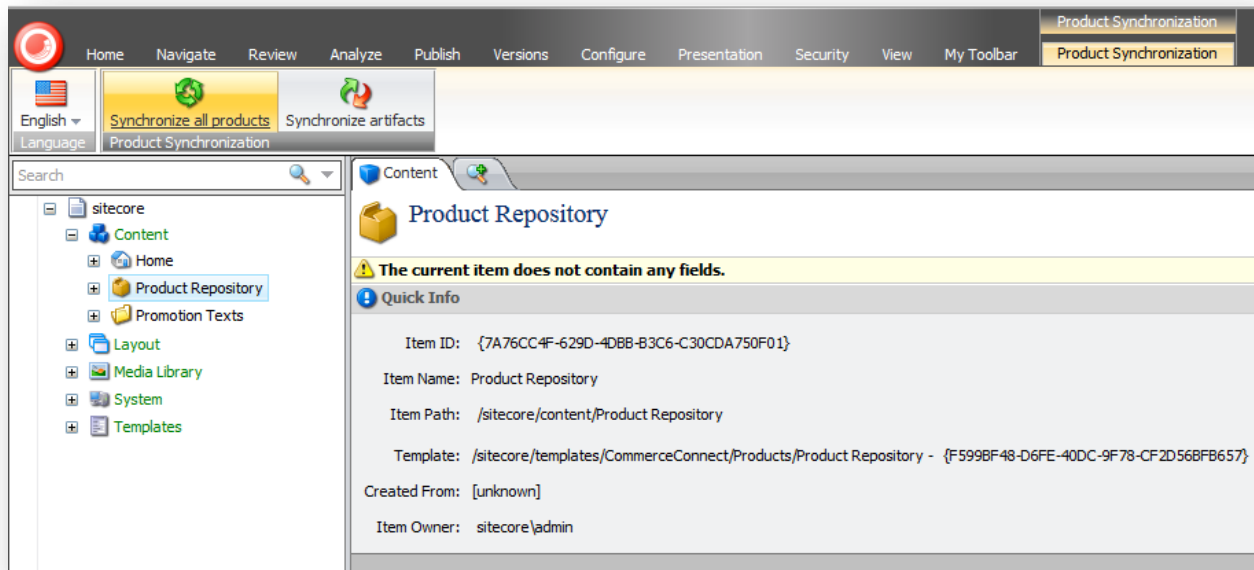 Product Synchronization
Home Navigate Review Analyze Publish Versions Configure Presentation Security View My Toolbar Product Synchronization
English Synchronize all products Synchronize artifacts
Language Product Synchronization
Search
Content
sitecore
Content
Home
Product Repository
Promotion Texts
Layout
Media Library
System
Templates
Product Repository
The current item does not contain any fields.
Quick Info
Item ID: {7A76CC4F-629D-4DBB-B3C6-C30CDA750F01}
Item Name: Product Repository
Item Path: /sitecore/content/Product Repository
Template: /sitecore/templates/CommerceConnect/Products/Product Repository - {F599BF48-D6FE-40DC-9F78-CF2D56BFB657}
Created From: [unknown]
Item Owner: sitecore\admin